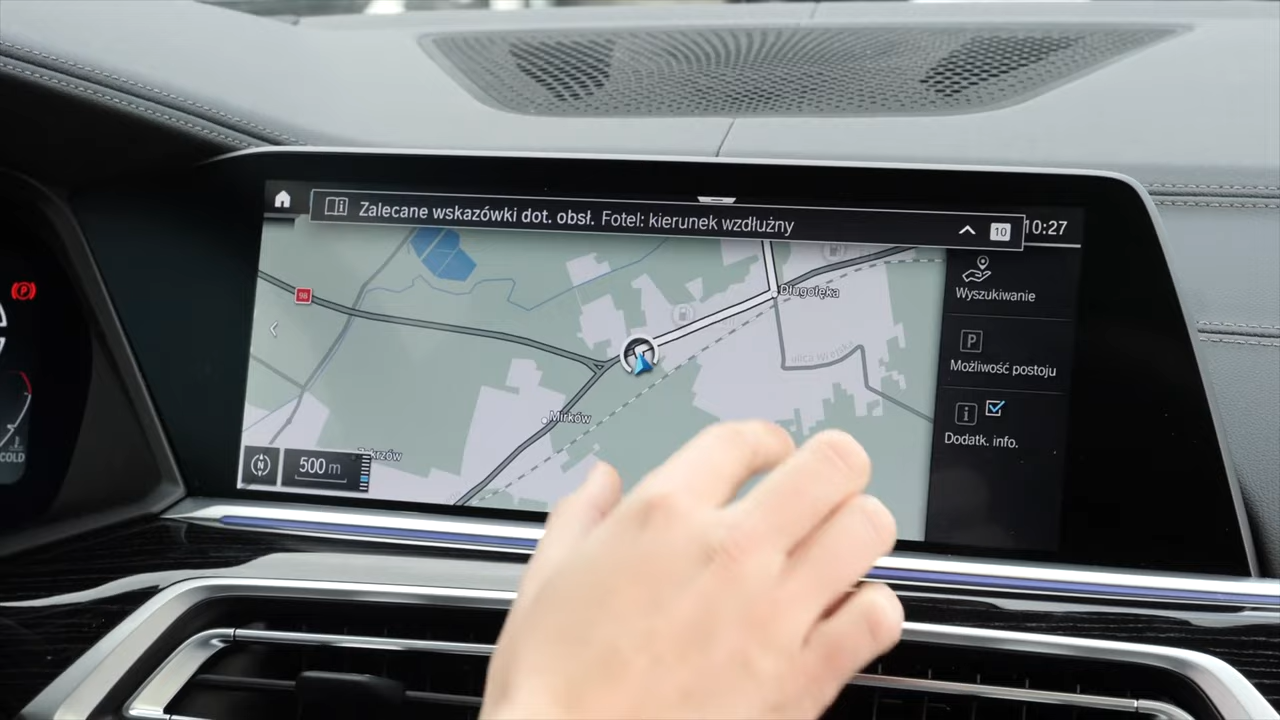 Zalecane wskazówki dot. obsł. Fotel: kierunek wzdłużny
10
10:27
Wyszukiwanie
P
Możliwość postoju
i
Dodatk. info.
98
Długołęka
Mirków
N
500 m
P
COLD